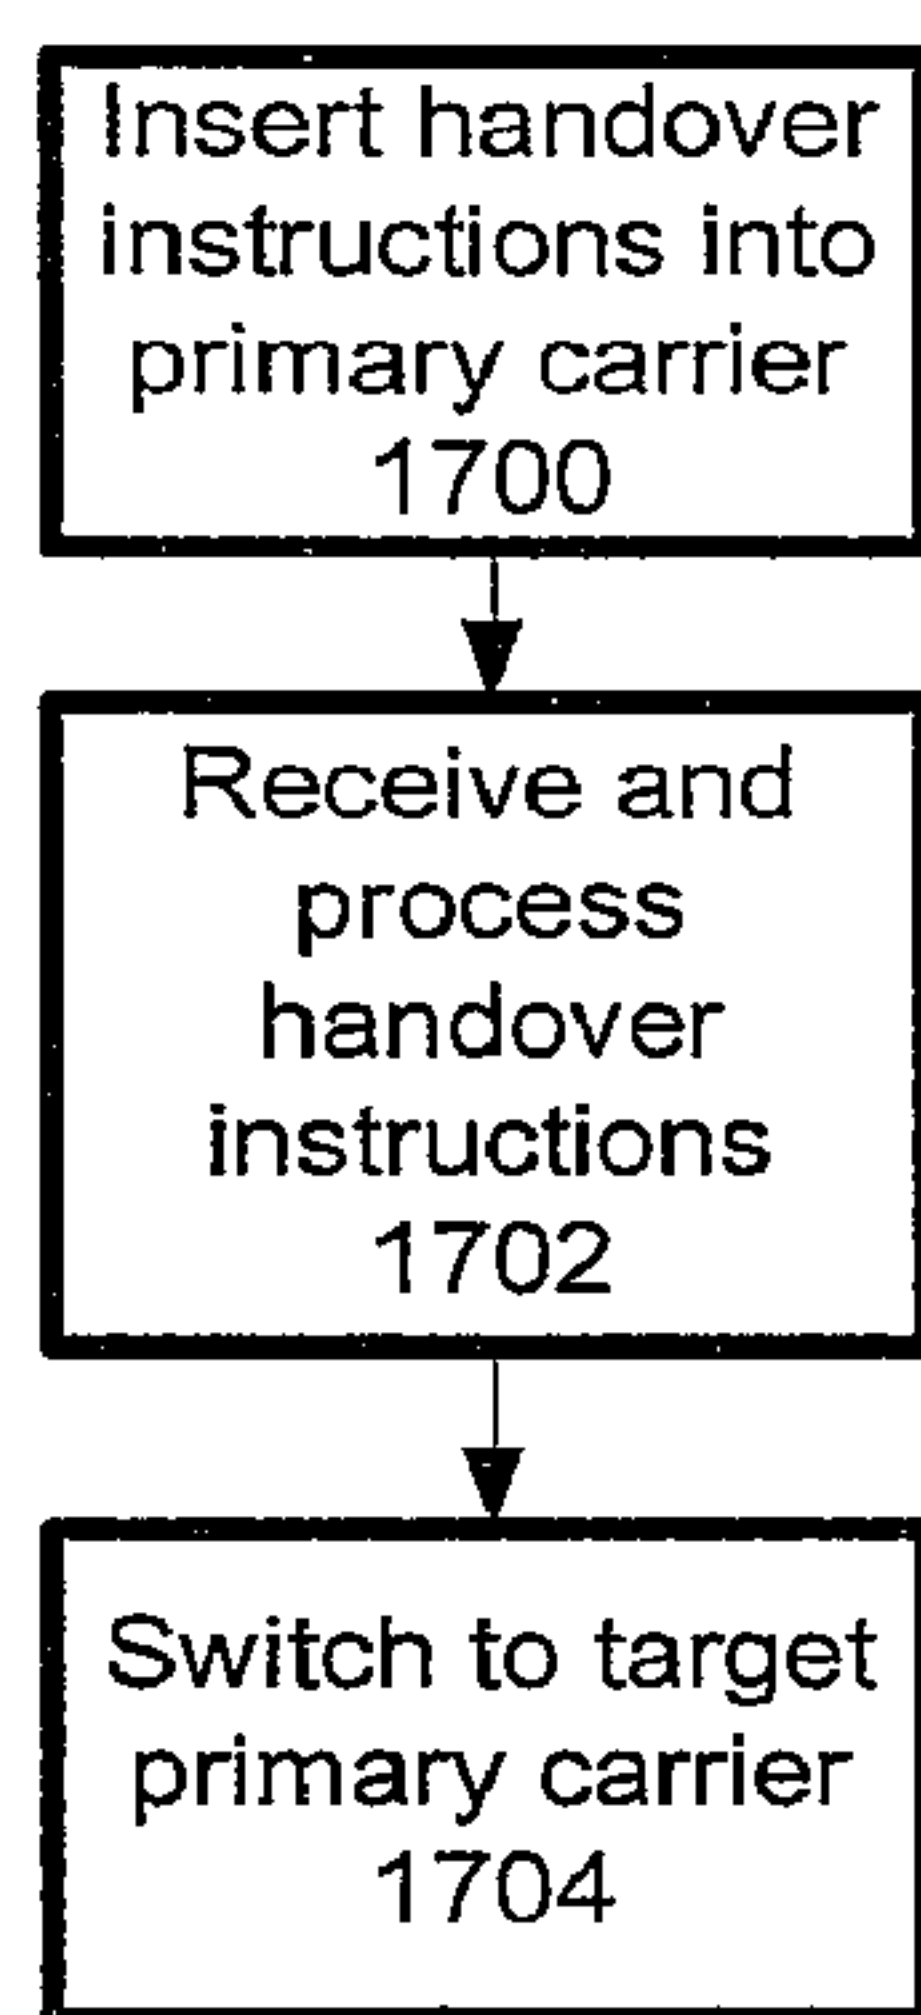 Insert handover
instructions into
primary carrier
1700
Receive and
process
handover
instructions
1702
Switch to target
primary carrier
1704